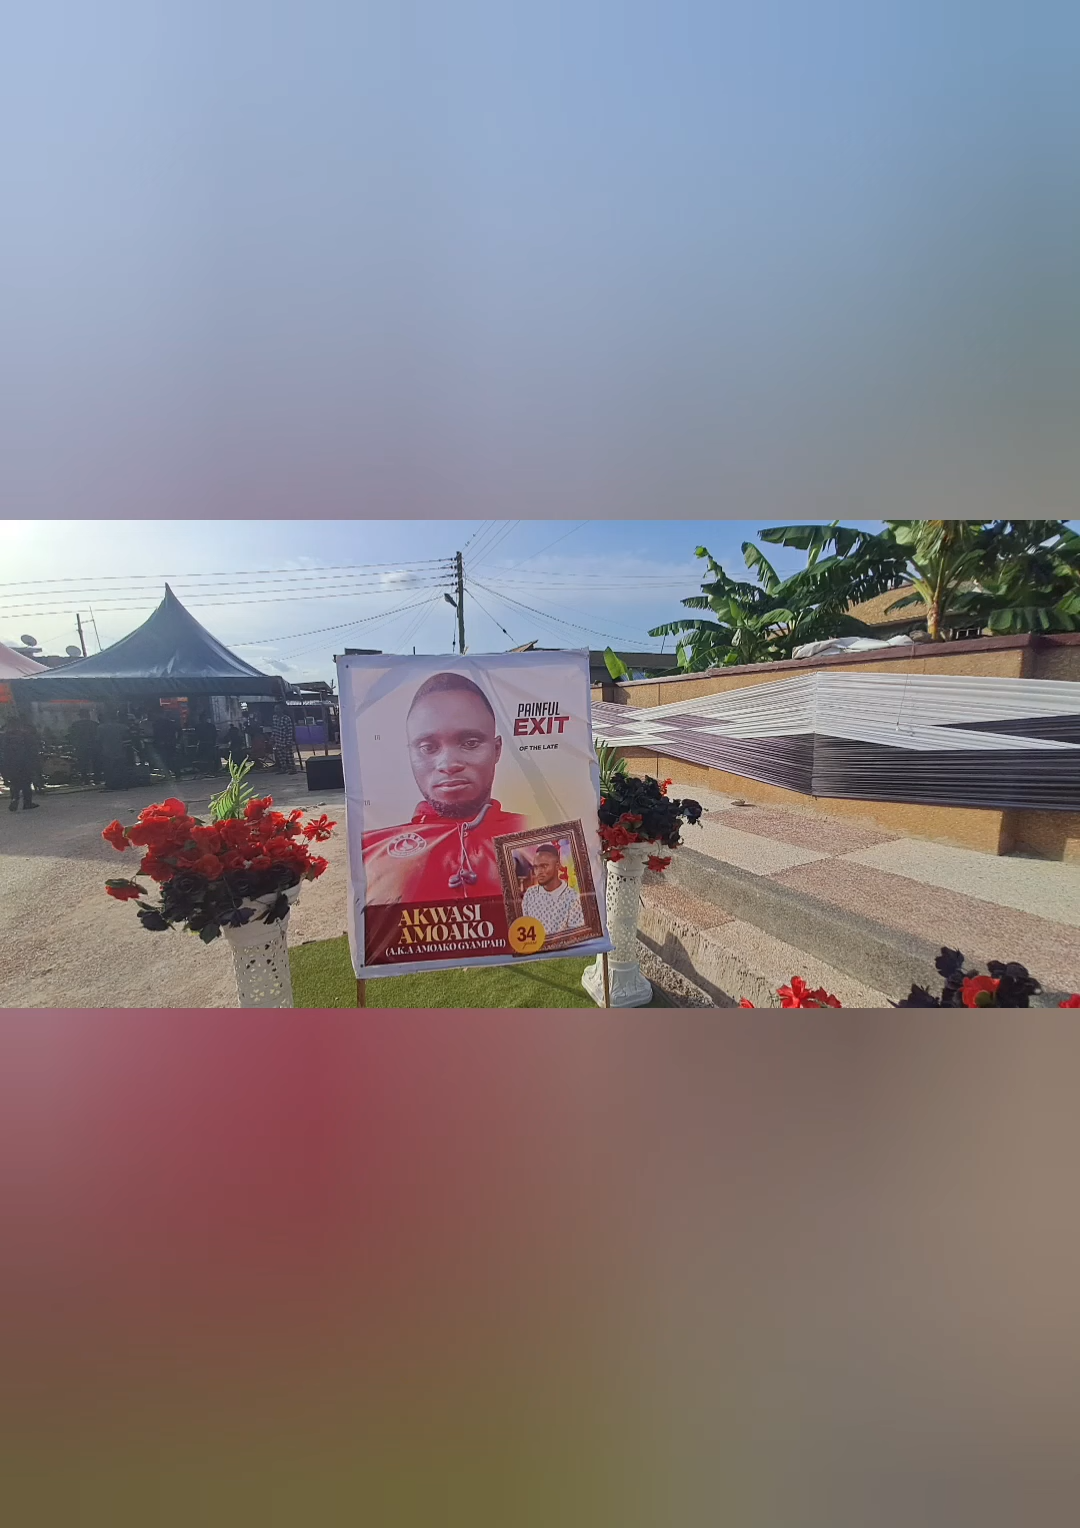 PAINFUL
EXIT
OF THE LATE
AKWASI
AMOAKO
(A.K.A AMOAKO GYAMPAH)
34